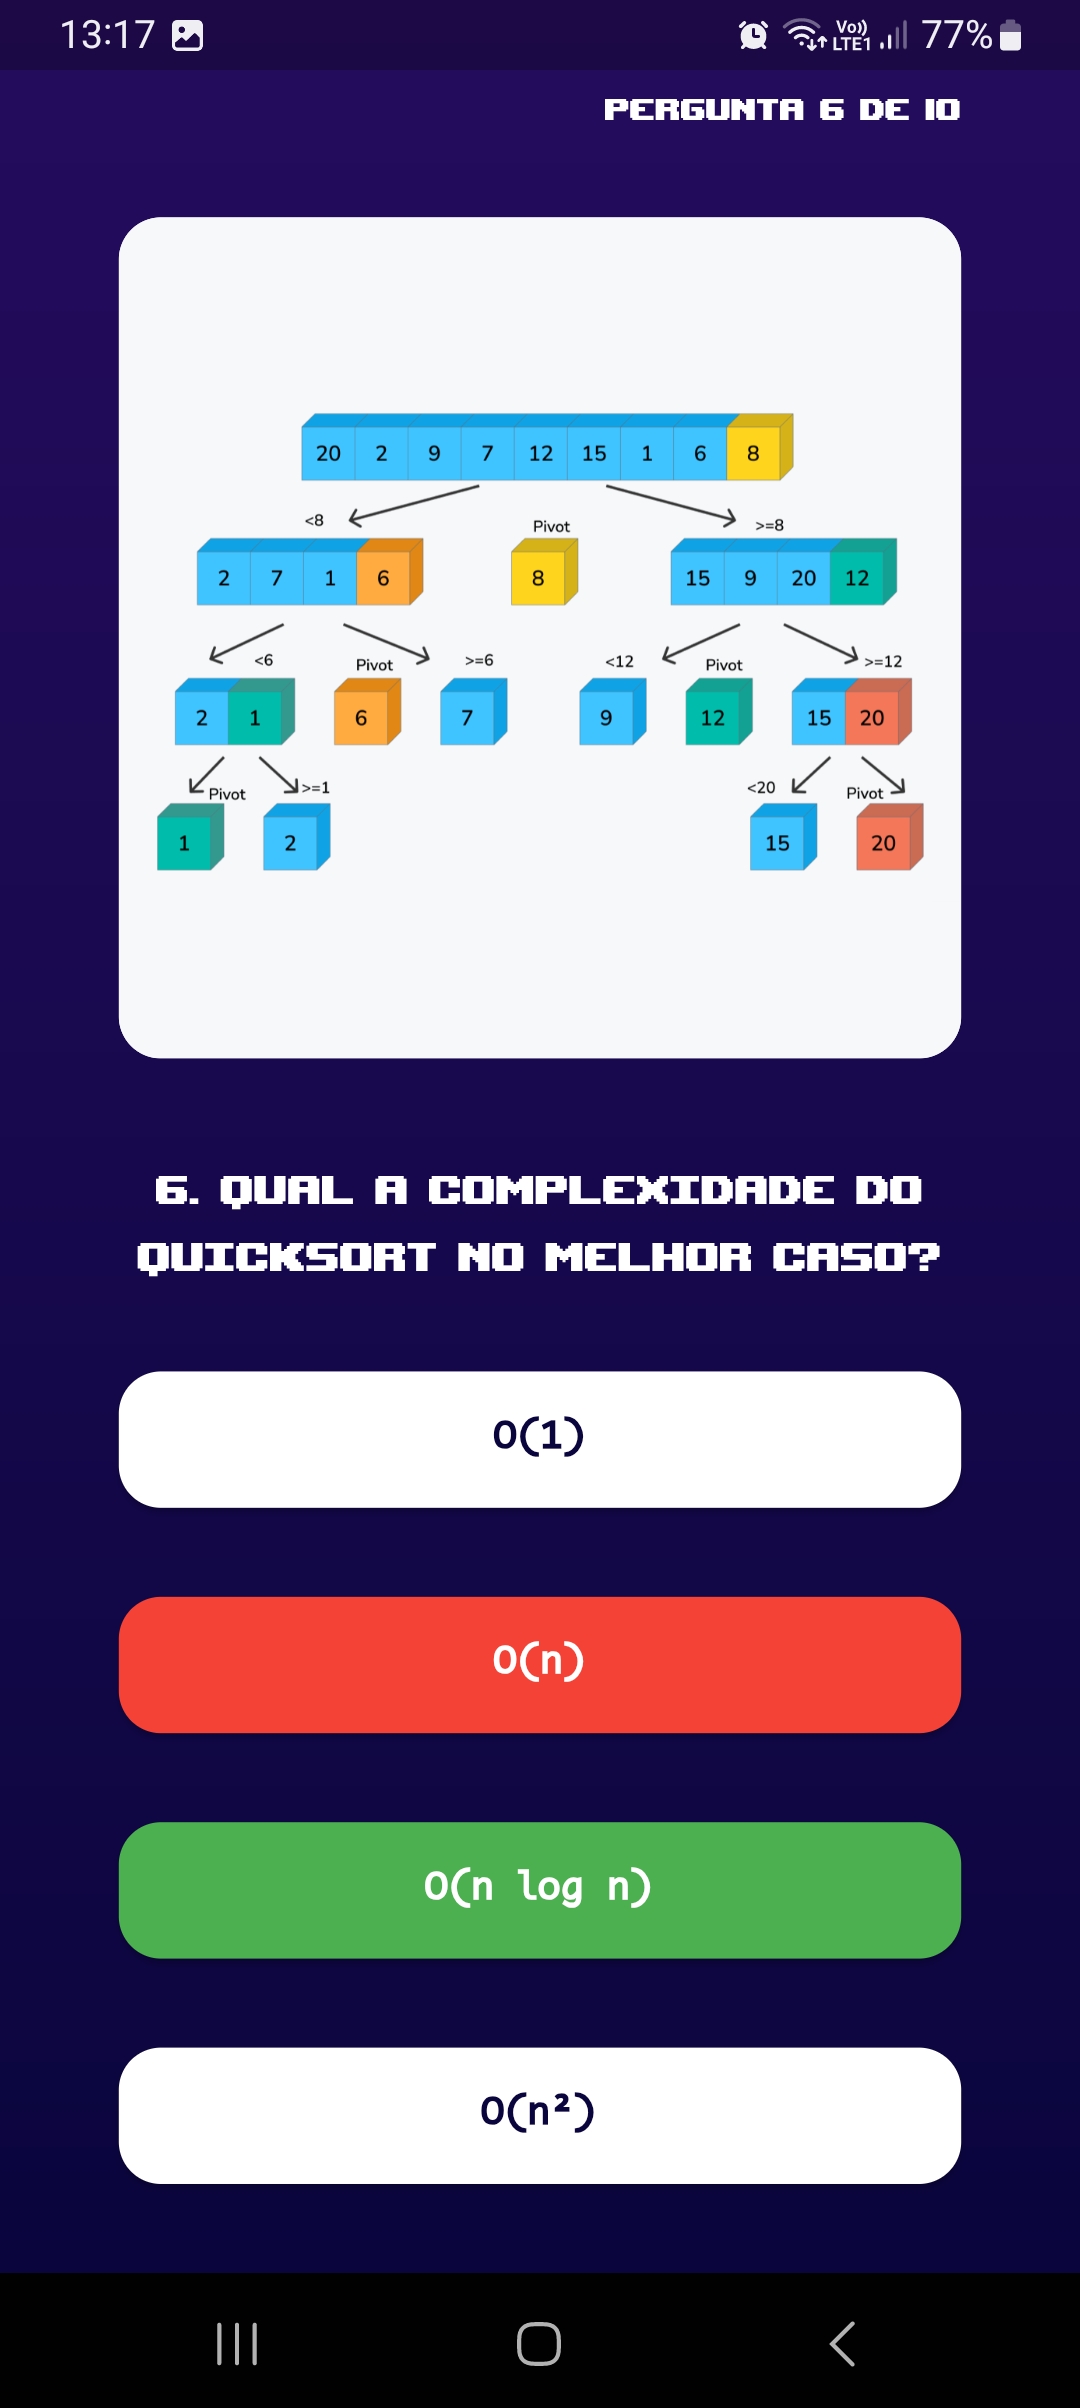 13:17 Vo)) LTE1 77%
PERGUNTA 6 DE 10
20 2 9 7 12 15 1 6 8
<8 Pivot >=8
2 7 1 6 8 15 9 20 12
<6 Pivot >=6 <12 Pivot >=12
2 1 6 7 9 12 15 20
Pivot >=1 <20 Pivot
1 2 15 20
6. QUAL A COMPLEXIDADE DO
QUICKSORT NO MELHOR CASO?
O(1)
O(n)
O(n log n)
O(n²)